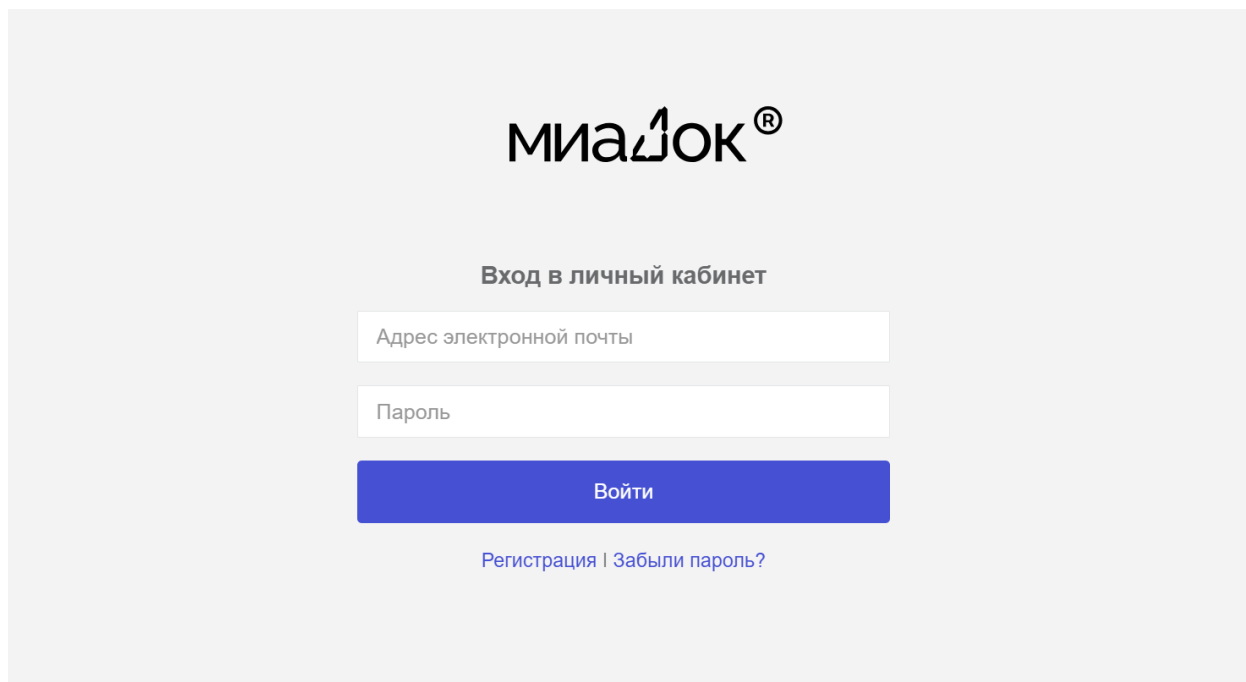 миадок®
Вход в личный кабинет
Адрес электронной почты
Пароль
Войти
Регистрация | Забыли пароль?